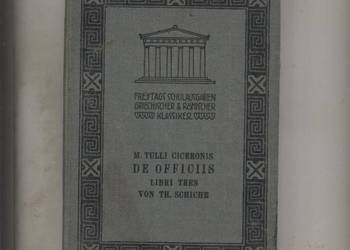 FREYTAGS SCHULAUSGABEN
GRIECHISCHER & RÖMISCHER
KLASSIKER
M. TULLI CICERONIS
DE OFFICIIS
LIBRI TRES
VON TH. SCHICHE